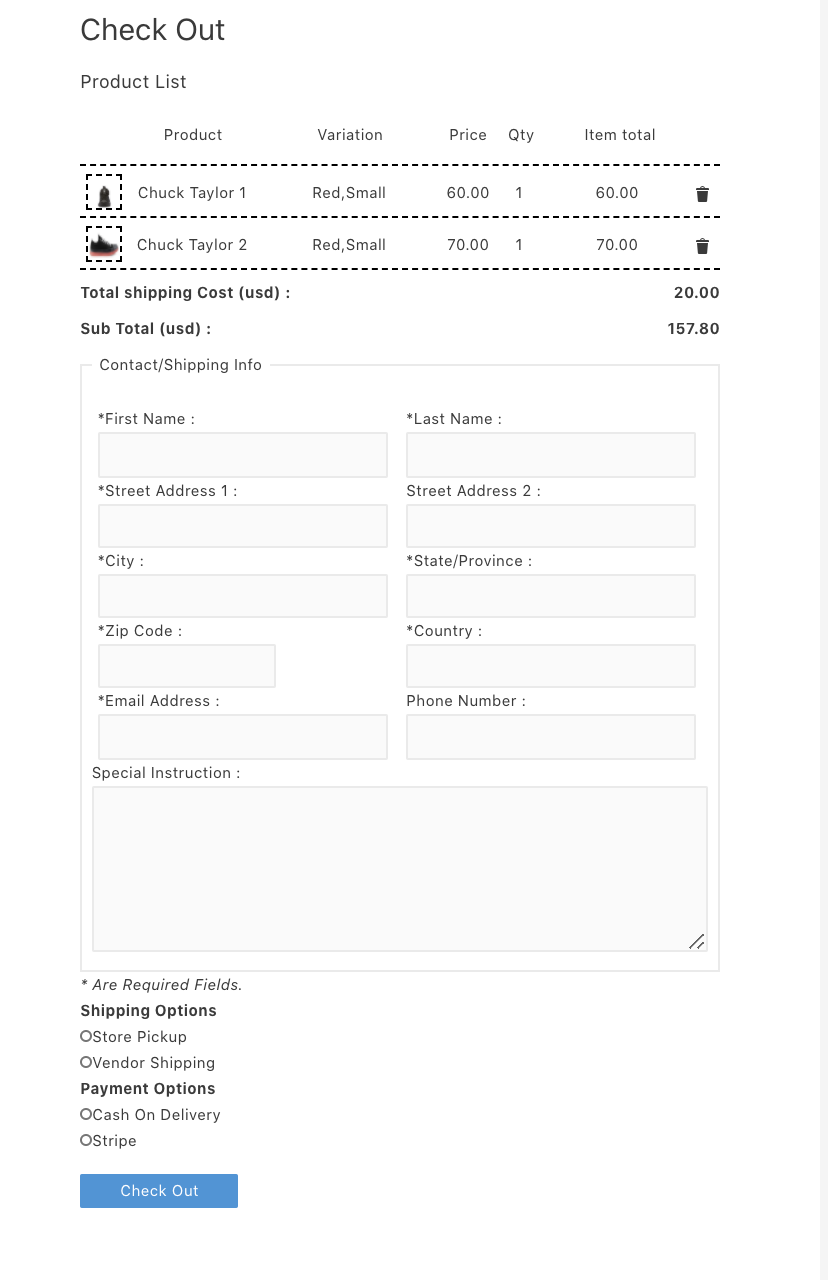 Check Out
Product List
Product Variation Price Qty Item total
Chuck Taylor 1 Red,Small 60.00 1 60.00
Chuck Taylor 2 Red,Small 70.00 1 70.00
Total shipping Cost (usd) : 20.00
Sub Total (usd) : 157.80
Contact/Shipping Info
*First Name : *Last Name :
*Street Address 1 : Street Address 2 :
*City : *State/Province :
*Zip Code : *Country :
*Email Address : Phone Number :
Special Instruction :
* Are Required Fields.
Shipping Options
Store Pickup
Vendor Shipping
Payment Options
Cash On Delivery
Stripe
Check Out